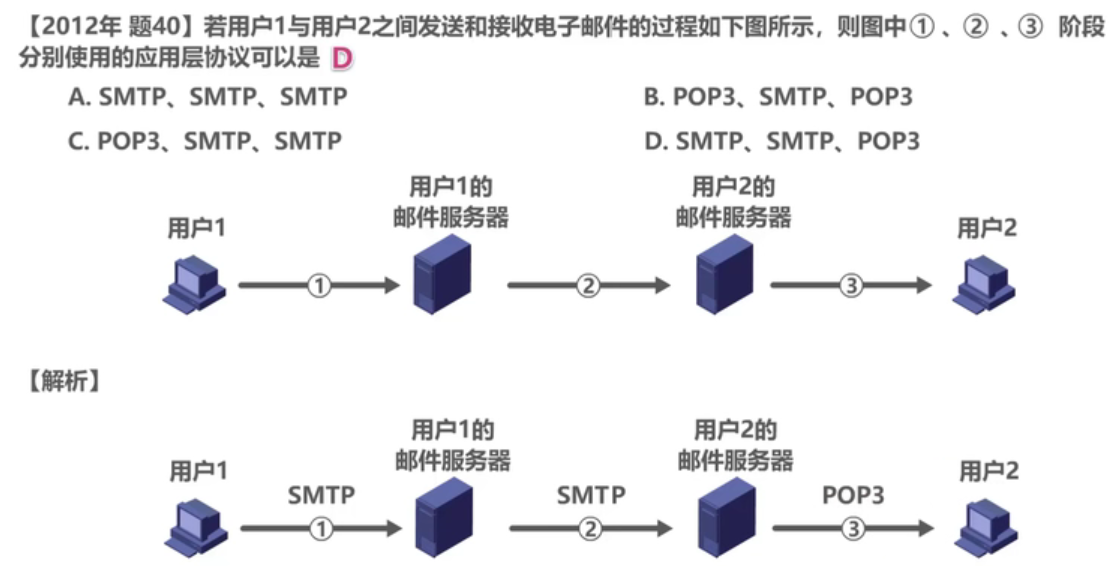 【2012年 题40】若用户1与用户2之间发送和接收电子邮件的过程如下图所示，则图中①、②、③ 阶段
分别使用的应用层协议可以是 D
A. SMTP、SMTP、SMTP
B. POP3、SMTP、POP3
C. POP3、SMTP、SMTP
D. SMTP、SMTP、POP3
用户1
用户1的
邮件服务器
用户2的
邮件服务器
用户2
①
②
③
【解析】
用户1
用户1的
邮件服务器
用户2的
邮件服务器
用户2
SMTP
①
SMTP
②
POP3
③